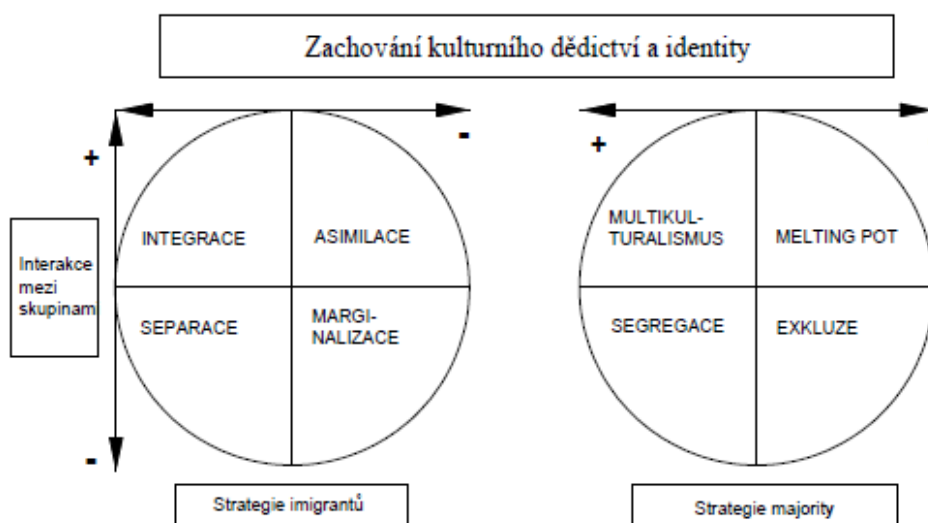 Zachování kulturního dědictví a identity
-
+
+
INTEGRACE
ASIMILACE
MULTIKUL-
TURALISMUS
MELTING POT
Interakce
mezi
skupinam
SEPARACE
MARGI-
NALIZACE
SEGREGACE
EXKLUZE
-
Strategie imigrantů
Strategie majority